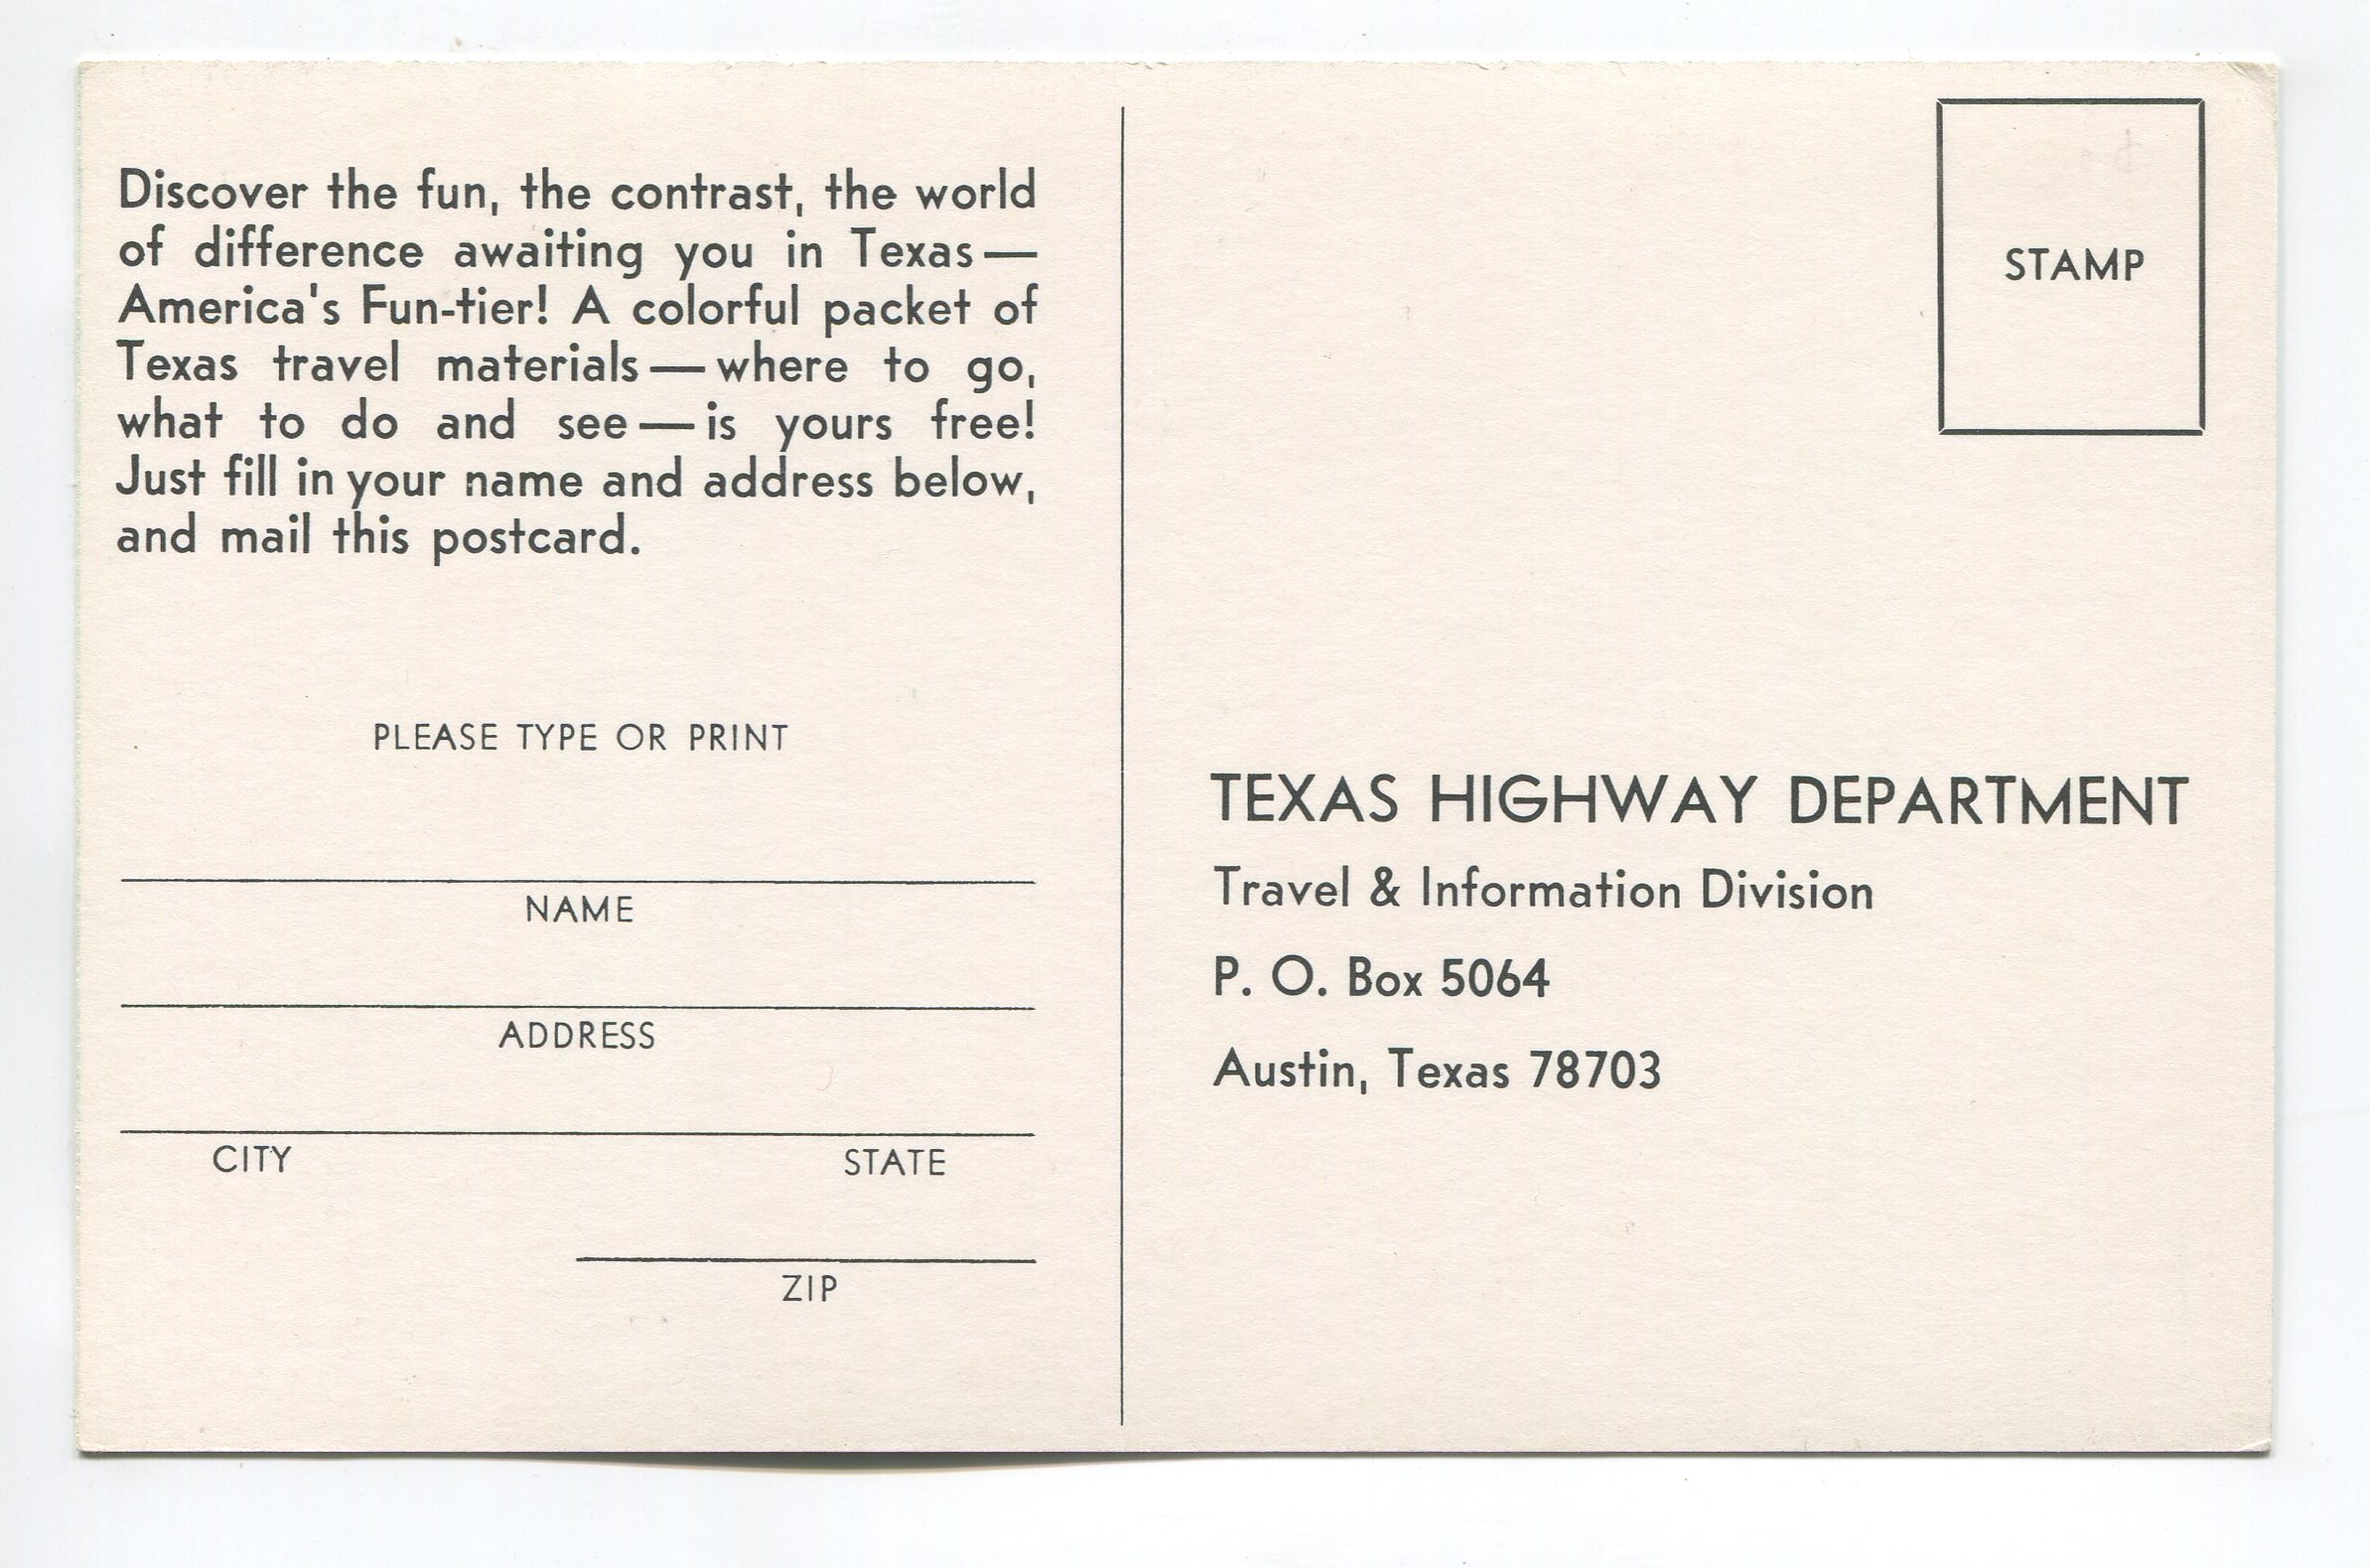 Discover the fun, the contrast, the world
of difference awaiting you in Texas —
America's Fun-tier! A colorful packet of
Texas travel materials — where to go,
what to do and see — is yours free!
Just fill in your name and address below,
and mail this postcard.
PLEASE TYPE OR PRINT
NAME
ADDRESS
CITY STATE
ZIP
STAMP
TEXAS HIGHWAY DEPARTMENT
Travel & Information Division
P. O. Box 5064
Austin, Texas 78703